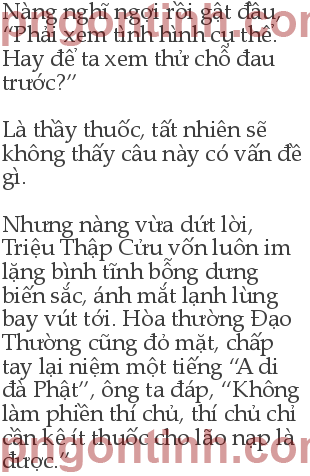 Nàng nghĩ ngợi rồi gật đầu,
“Phải xem tình hình cụ thể.
Hay để ta xem thử chỗ đau
trước?”

Là thầy thuốc, tất nhiên sẽ
không thấy câu này có vấn đề
gì.

Nhưng nàng vừa dứt lời,
Triệu Thập Cửu vốn luôn im
lặng bình tĩnh bỗng dưng
biến sắc, ánh mắt lạnh lùng
bay vút tới. Hòa thường Đạo
Thường cũng đỏ mặt, chấp
tay lại niệm một tiếng “A di
đà Phật”, ông ta đáp, “Không
làm phiền thí chủ, thí chủ chỉ
cần kê ít thuốc cho lão nạp là
được.”
pngontinh.com
pngontinh.com